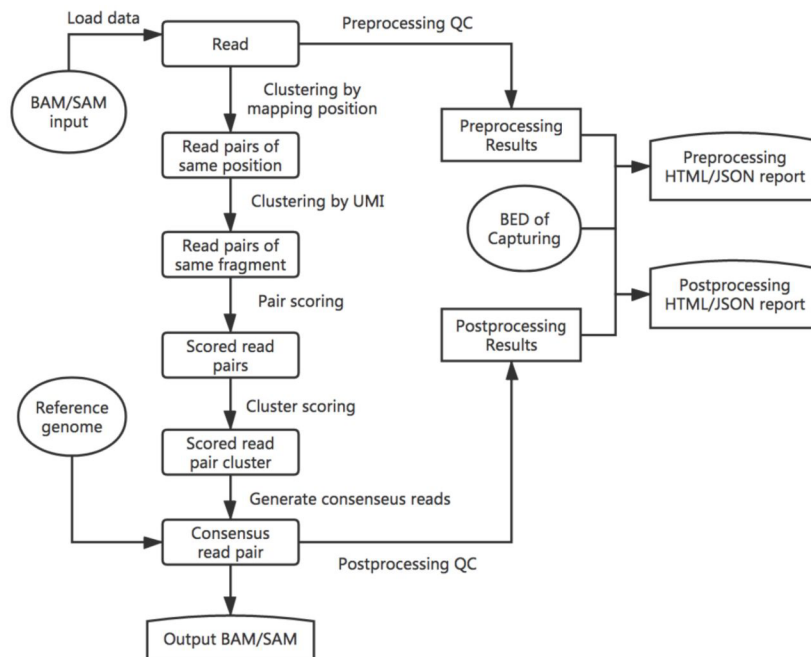 Load data
Read
Preprocessing QC
BAM/SAM
input
Clustering by
mapping position
Preprocessing
Results
Read pairs of
same position
Preprocessing
HTML/JSON report
Clustering by UMI
BED of
Capturing
Read pairs of
same fragment
Pair scoring
Postprocessing
HTML/JSON report
Postprocessing
Results
Scored read
pairs
Reference
genome
Cluster scoring
Scored read
pair cluster
Generate consenseus reads
Consensus
read pair
Postprocessing QC
Output BAM/SAM